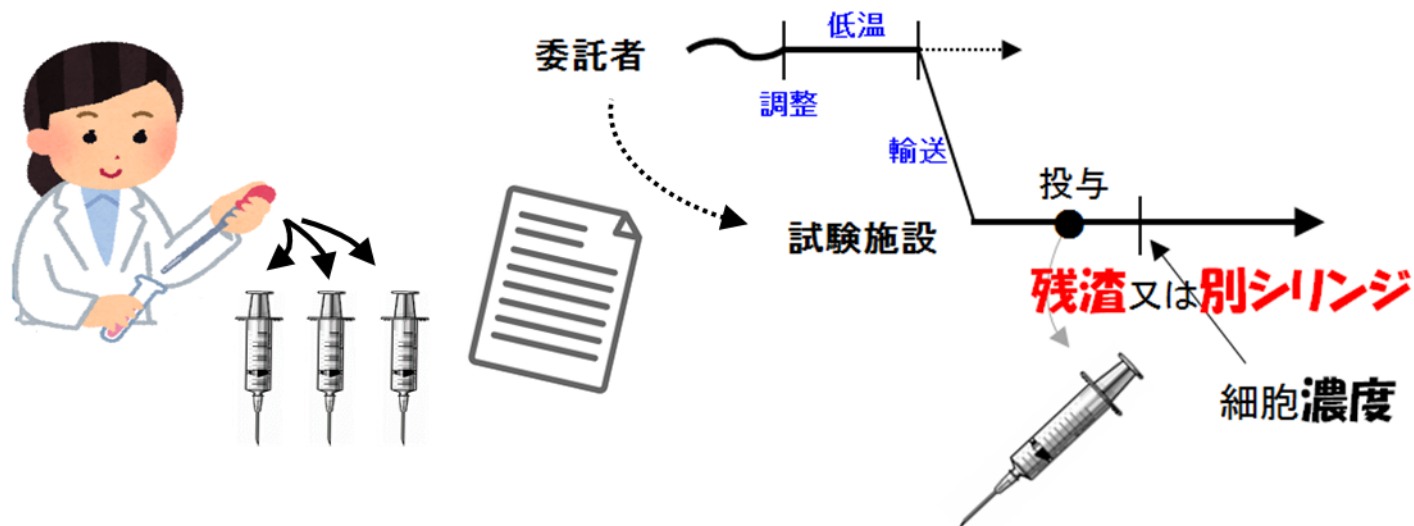 委託者
低温
調整
輸送
投与
試験施設
残渣又は別シリンジ
細胞濃度